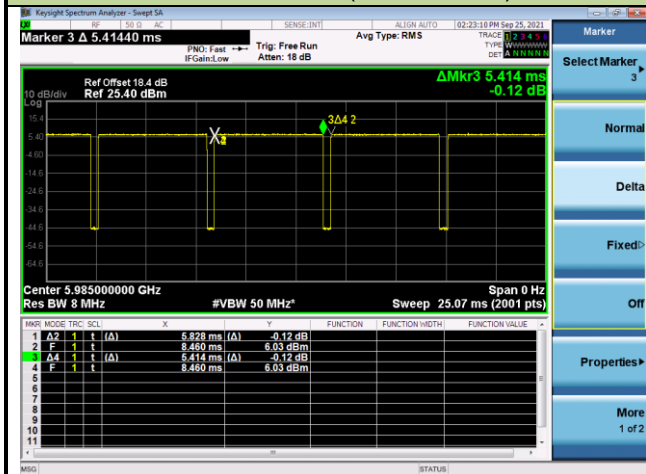 Keysight Spectrum Analyzer - Swept SA
RF 50 Ω AC SENSE:INT ALIGN AUTO 02:23:10 PM Sep 25, 2021
Marker 3 Δ 5.41440 ms
PNO: Fast
IFGain:Low
Trig: Free Run
Atten: 18 dB
Avg Type: RMS
TRACE 1 2 3 4 5 6
TYPE WWWWWW
DET A N N N N N
Marker
Select Marker
3
Normal
Delta
Fixed
Off
Properties
More
1 of 2
Ref Offset 18.4 dB
10 dB/div Ref 25.40 dBm
Log
ΔMkr3 5.414 ms
-0.12 dB
15.4
5.40
-4.60
-14.6
-24.6
-34.6
-44.6
-54.6
-64.6
3Δ4 2
Center 5.985000000 GHz Span 0 Hz
Res BW 8 MHz #VBW 50 MHz* Sweep 25.07 ms (2001 pts)
MKR MODE TRC SCL X Y FUNCTION FUNCTION WIDTH FUNCTION VALUE
1 Δ2 1 t (Δ) 5.828 ms (Δ) -0.12 dB
2 F 1 t 8.460 ms 6.03 dBm
3 Δ4 1 t (Δ) 5.414 ms (Δ) -0.12 dB
4 F 1 t 8.460 ms 6.03 dBm
5
6
7
8
9
10
11
MSG STATUS